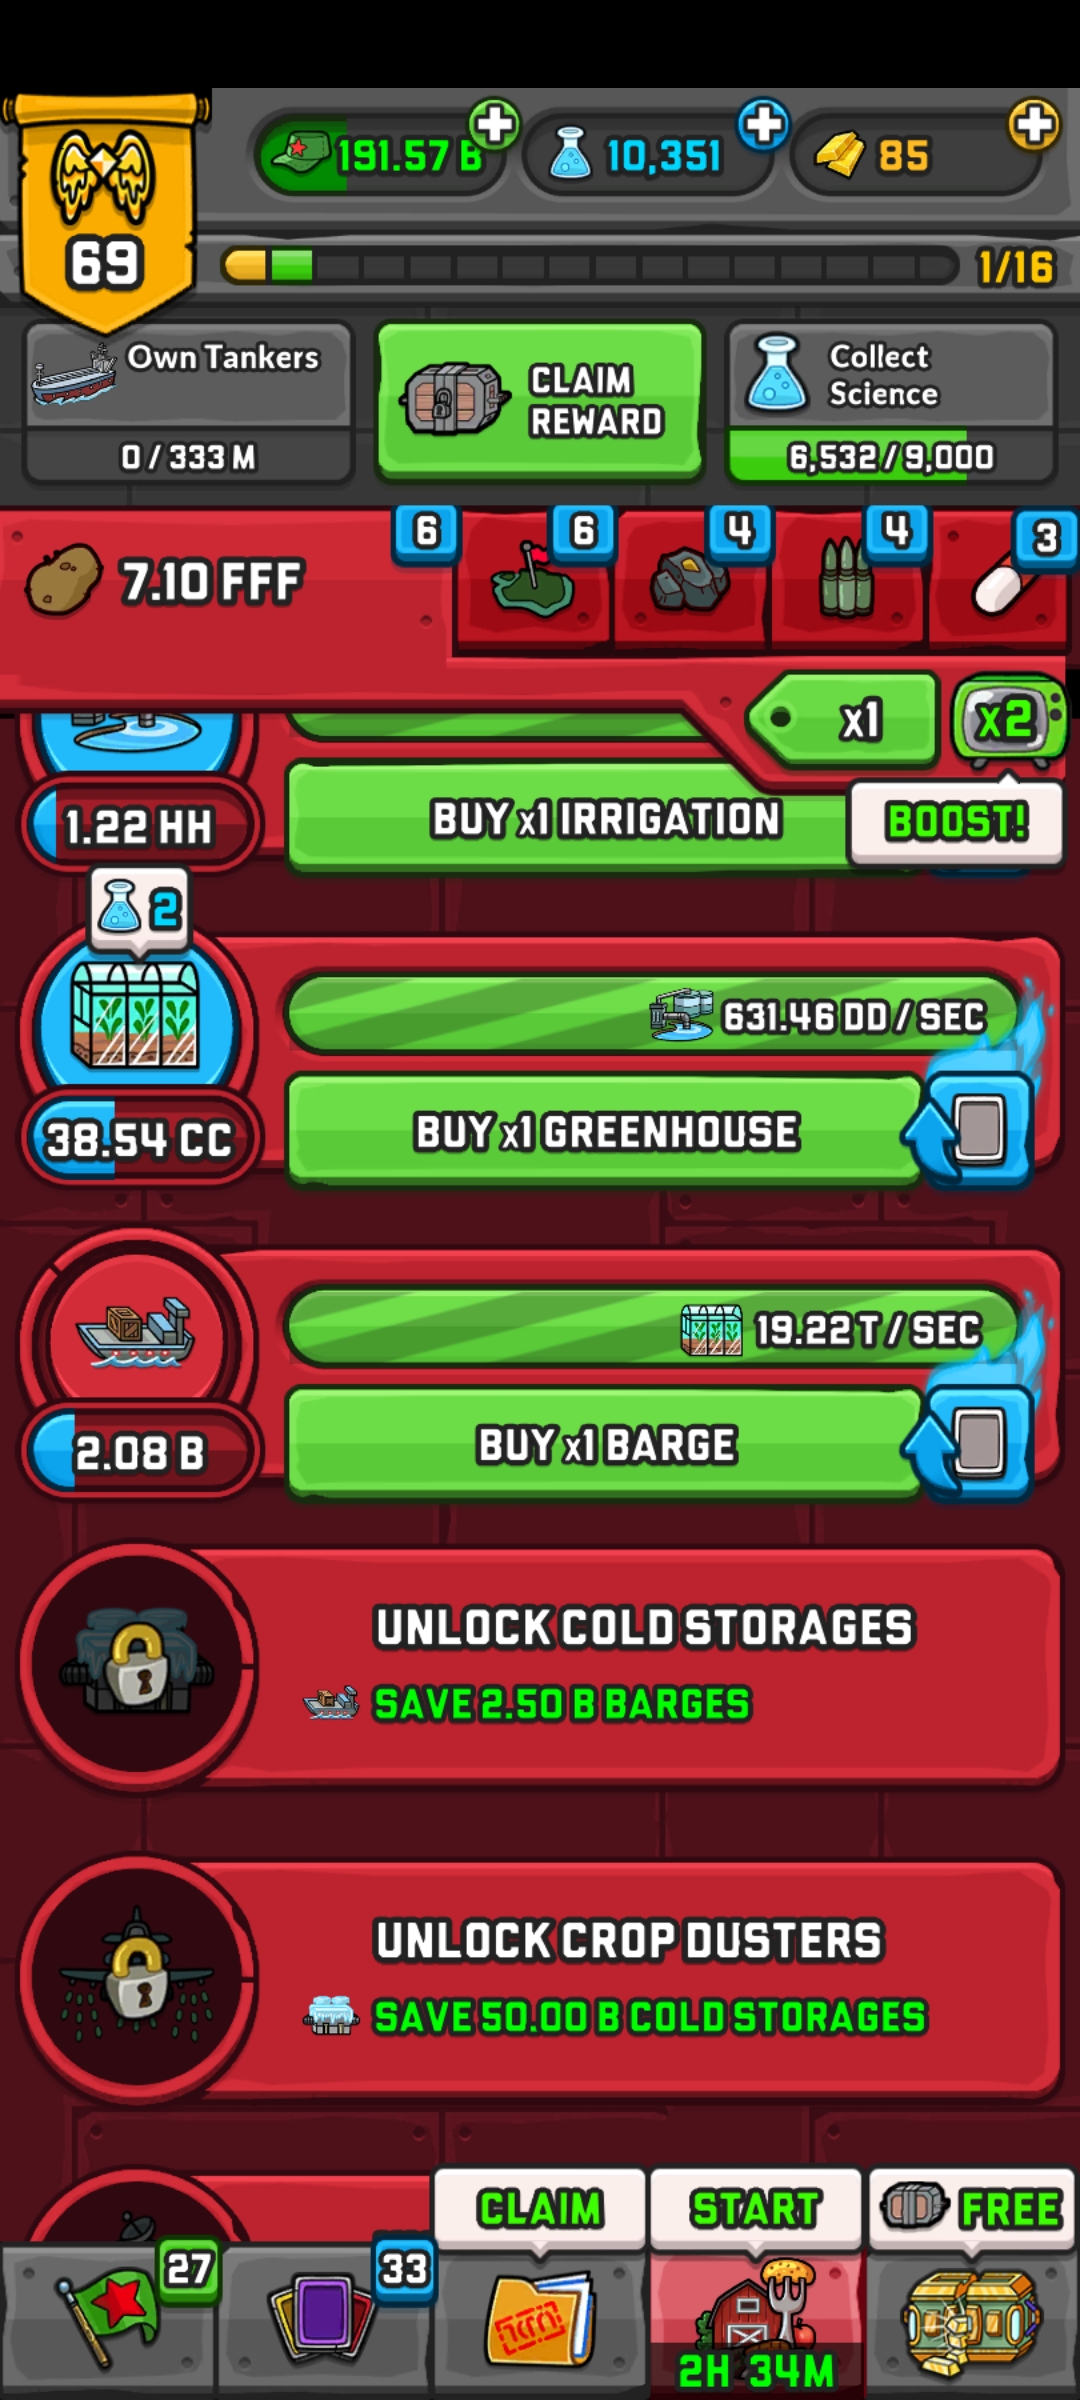 191.57 B
10,351
85
69
1/16
Own Tankers
0 / 333 M
CLAIM
REWARD
Collect
Science
6,532 / 9,000
7.10 FFF
6
6
4
4
3
x1
x2
BOOST!
1.22 HH
BUY x1 IRRIGATION
2
631.46 DD / SEC
38.54 CC
BUY x1 GREENHOUSE
19.22 T / SEC
2.08 B
BUY x1 BARGE
UNLOCK COLD STORAGES
SAVE 2.50 B BARGES
UNLOCK CROP DUSTERS
SAVE 50.00 B COLD STORAGES
CLAIM
START
FREE
27
33
2H 34M